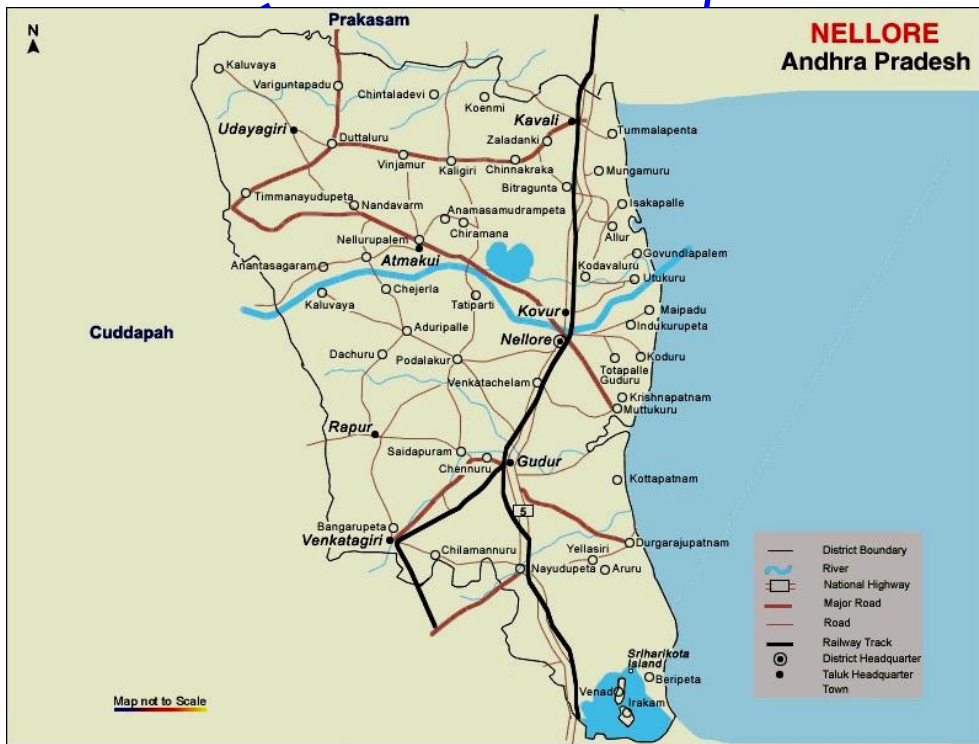 Prakasam
N
NELLORE
Andhra Pradesh
Kaluvaya
Variguntapadu
Chintaladevi
Koenmi
Kavali
Udayagiri
Duttaluru
Zaladanki
Tummalapenta
Vinjamur
Kaligiri
Chinnakraka
Mungamuru
Bitragunta
Timmanayudupeta
Nandavarm
Isakapalle
Anamasamudrampeta
Chiramana
Allur
Nellurupalem
Atmakui
Govundlapalem
Anantasagaram
Kodavaluru
Utukuru
Kaluvaya
Chejerla
Tatiparti
Kovur
Maipadu
Indukurupeta
Cuddapah
Aduripalle
Nellore
Dachuru
Podalakur
Koduru
Totapalle
Guduru
Venkatachelam
Krishnapatnam
Muttukuru
Rapur
Saidapuram
Chennuru
Gudur
Kottapatnam
5
Bangarupeta
Venkatagiri
Chilamannuru
Yellasiri
Durgarajupatnam
Nayudupeta
Aruru
Sriharikota
Island
Beripeta
Venad
Irakam
District Boundary
River
National Highway
Major Road
Road
Railway Track
District Headquarter
Taluk Headquarter
Town
Map not to Scale